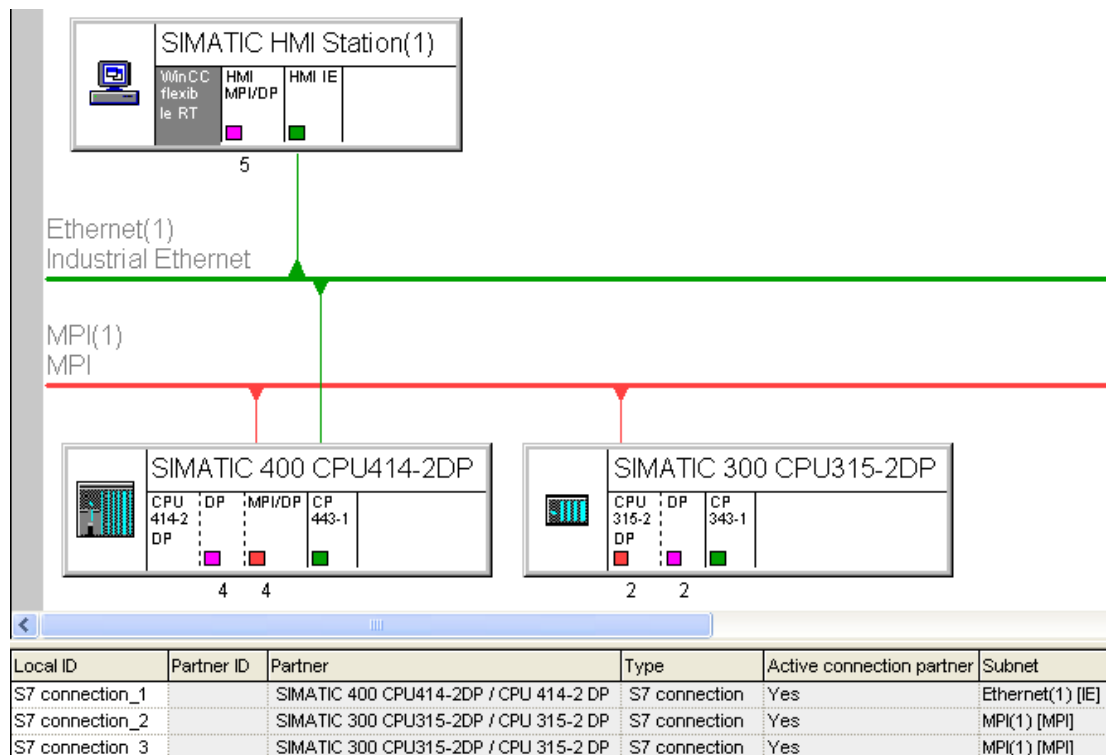 SIMATIC HMI Station(1)
WinCC flexib le RT
HMI MPI/DP
HMI IE
5
Ethernet(1)
Industrial Ethernet
MPI(1)
MPI
SIMATIC 400 CPU414-2DP
CPU 414-2 DP
DP
MPI/DP
CP 443-1
4 4
SIMATIC 300 CPU315-2DP
CPU 315-2 DP
DP
CP 343-1
2 2
Local ID Partner ID Partner Type Active connection partner Subnet
S7 connection_1 SIMATIC 400 CPU414-2DP / CPU 414-2 DP S7 connection Yes Ethernet(1) [IE]
S7 connection_2 SIMATIC 300 CPU315-2DP / CPU 315-2 DP S7 connection Yes MPI(1) [MPI]
S7 connection_3 SIMATIC 300 CPU315-2DP / CPU 315-2 DP S7 connection Yes MPI(1) [MPI]